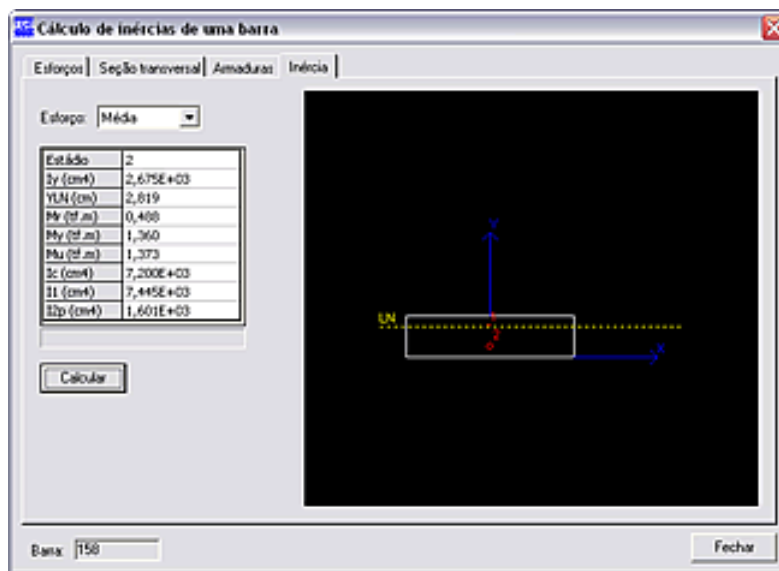 Cálculo de inércias de uma barra
Esforços Seção transversal Armaduras Inércia
Esforço: Média
Estádio 2
Iy (cm4) 2,675E+03
YLN (cm) 2,819
Mr (tf.m) 0,488
My (tf.m) 1,360
Mu (tf.m) 1,373
Ic (cm4) 7,200E+03
I1 (cm4) 7,445E+03
I2p (cm4) 1,601E+03
Calcular
Y
LN
1
2
X
Barra: 158
Fechar